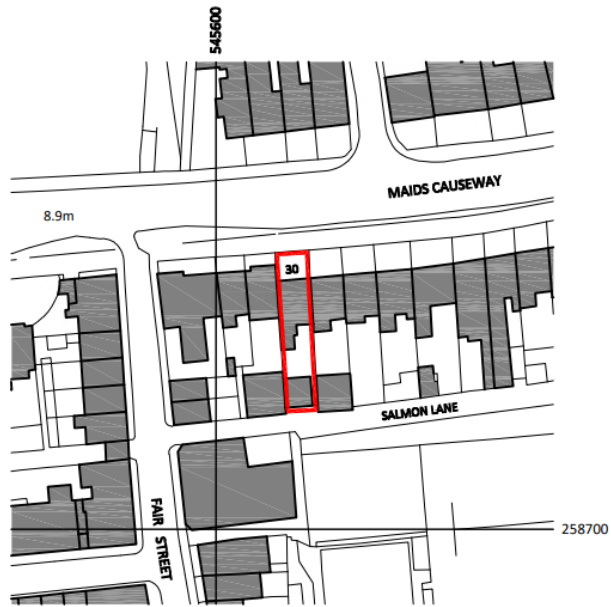 545600
MAIDS CAUSEWAY
8.9m
30
SALMON LANE
FAIR STREET
258700